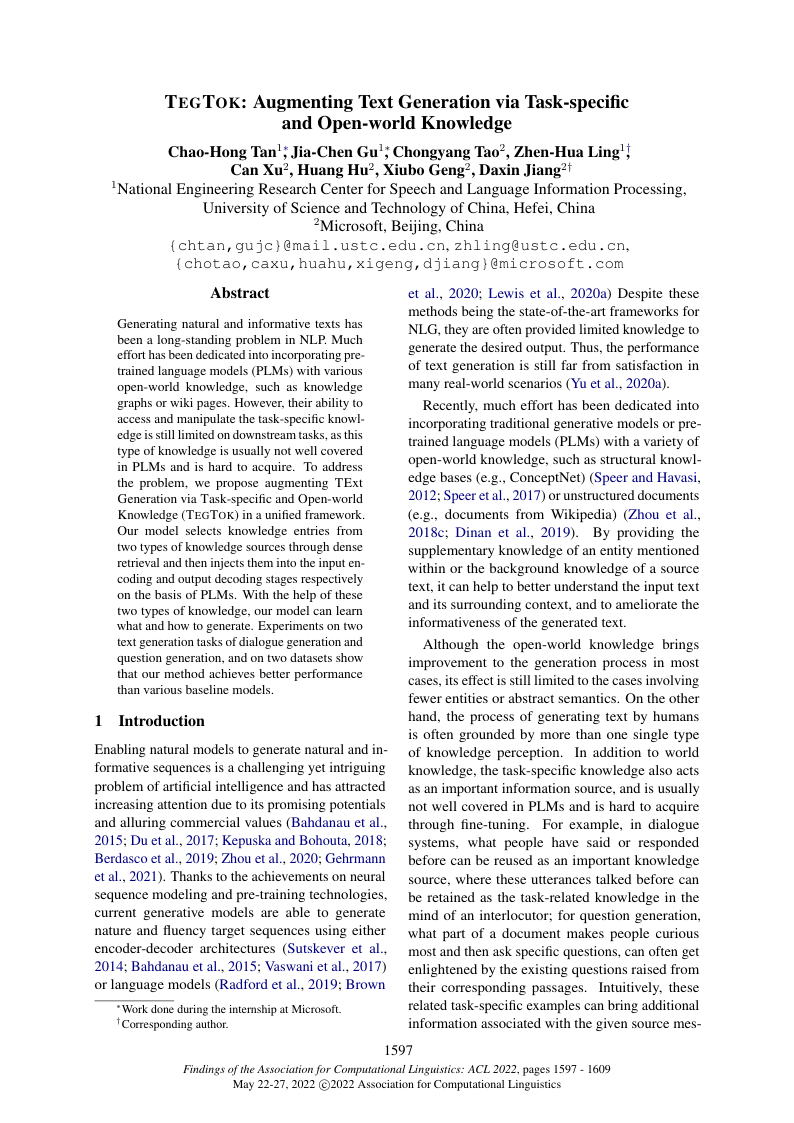 TEGTOK: Augmenting Text Generation via Task-specific
and Open-world Knowledge
Chao-Hong Tan1∗, Jia-Chen Gu1∗, Chongyang Tao2, Zhen-Hua Ling1†,
Can Xu2, Huang Hu2, Xiubo Geng2, Daxin Jiang2†
1National Engineering Research Center for Speech and Language Information Processing,
University of Science and Technology of China, Hefei, China
2Microsoft, Beijing, China
{chtan,gujc}@mail.ustc.edu.cn, zhling@ustc.edu.cn,
{chotao,caxu,huahu,xigeng,djiang}@microsoft.com
Abstract
Generating natural and informative texts has
been a long-standing problem in NLP. Much
effort has been dedicated into incorporating pre-
trained language models (PLMs) with various
open-world knowledge, such as knowledge
graphs or wiki pages. However, their ability to
access and manipulate the task-specific knowl-
edge is still limited on downstream tasks, as this
type of knowledge is usually not well covered
in PLMs and is hard to acquire. To address
the problem, we propose augmenting TExt
Generation via Task-specific and Open-world
Knowledge (TEGTOK) in a unified framework.
Our model selects knowledge entries from
two types of knowledge sources through dense
retrieval and then injects them into the input en-
coding and output decoding stages respectively
on the basis of PLMs. With the help of these
two types of knowledge, our model can learn
what and how to generate. Experiments on two
text generation tasks of dialogue generation and
question generation, and on two datasets show
that our method achieves better performance
than various baseline models.
1 Introduction
Enabling natural models to generate natural and in-
formative sequences is a challenging yet intriguing
problem of artificial intelligence and has attracted
increasing attention due to its promising potentials
and alluring commercial values (Bahdanau et al.,
2015; Du et al., 2017; Kepuska and Bohouta, 2018;
Berdasco et al., 2019; Zhou et al., 2020; Gehrmann
et al., 2021). Thanks to the achievements on neural
sequence modeling and pre-training technologies,
current generative models are able to generate
nature and fluency target sequences using either
encoder-decoder architectures (Sutskever et al.,
2014; Bahdanau et al., 2015; Vaswani et al., 2017)
or language models (Radford et al., 2019; Brown
∗Work done during the internship at Microsoft.
†Corresponding author.
et al., 2020; Lewis et al., 2020a) Despite these
methods being the state-of-the-art frameworks for
NLG, they are often provided limited knowledge to
generate the desired output. Thus, the performance
of text generation is still far from satisfaction in
many real-world scenarios (Yu et al., 2020a).
Recently, much effort has been dedicated into
incorporating traditional generative models or pre-
trained language models (PLMs) with a variety of
open-world knowledge, such as structural knowl-
edge bases (e.g., ConceptNet) (Speer and Havasi,
2012; Speer et al., 2017) or unstructured documents
(e.g., documents from Wikipedia) (Zhou et al.,
2018c; Dinan et al., 2019). By providing the
supplementary knowledge of an entity mentioned
within or the background knowledge of a source
text, it can help to better understand the input text
and its surrounding context, and to ameliorate the
informativeness of the generated text.
Although the open-world knowledge brings
improvement to the generation process in most
cases, its effect is still limited to the cases involving
fewer entities or abstract semantics. On the other
hand, the process of generating text by humans
is often grounded by more than one single type
of knowledge perception. In addition to world
knowledge, the task-specific knowledge also acts
as an important information source, and is usually
not well covered in PLMs and is hard to acquire
through fine-tuning. For example, in dialogue
systems, what people have said or responded
before can be reused as an important knowledge
source, where these utterances talked before can
be retained as the task-related knowledge in the
mind of an interlocutor; for question generation,
what part of a document makes people curious
most and then ask specific questions, can often get
enlightened by the existing questions raised from
their corresponding passages. Intuitively, these
related task-specific examples can bring additional
information associated with the given source mes-
1597
Findings of the Association for Computational Linguistics: ACL 2022, pages 1597 - 1609
May 22-27, 2022 ©2022 Association for Computational Linguistics